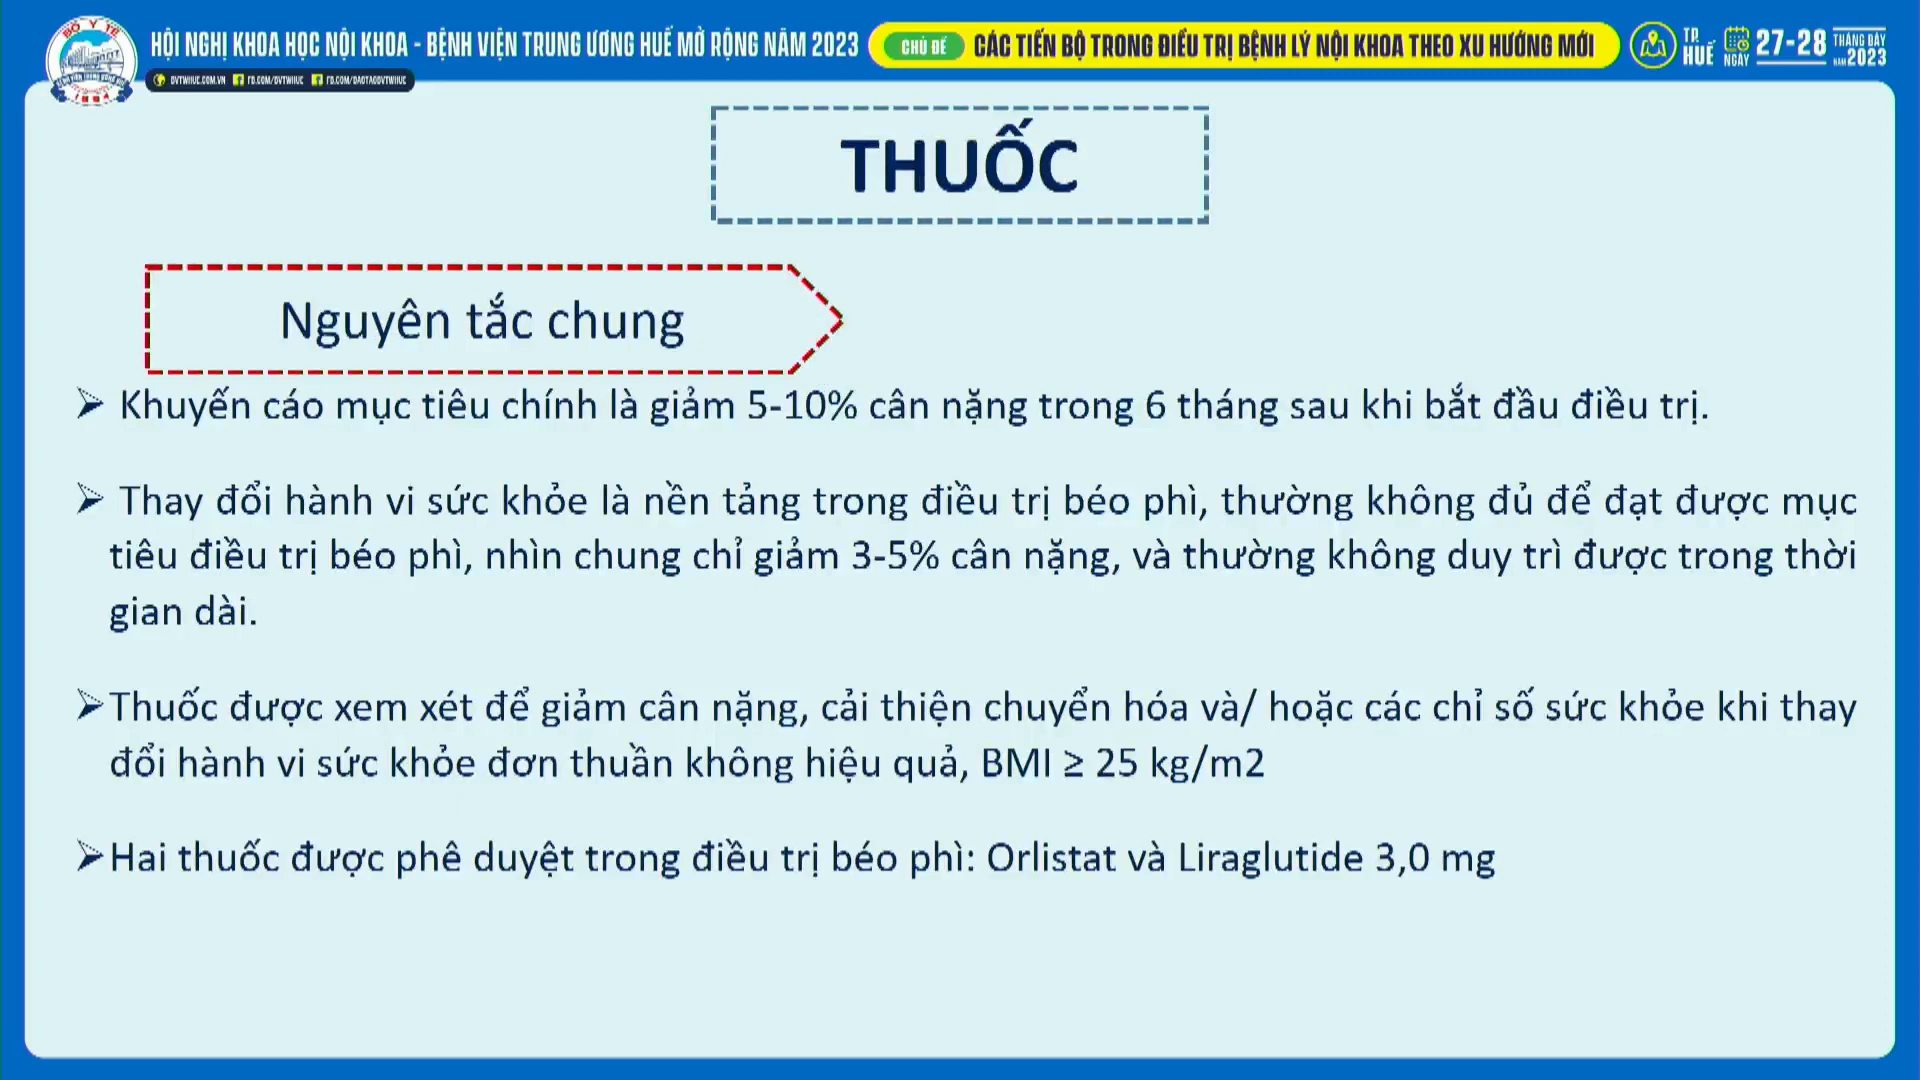 BỘ Y TẾ
1894
HỘI NGHỊ KHOA HỌC NỘI KHOA - BỆNH VIỆN TRUNG ƯƠNG HUẾ MỞ RỘNG NĂM 2023
BVTWHUE.COM.VN FB.COM/BVTWHUE FB.COM/DAOTAOBVTWHUE
CHỦ ĐỀ CÁC TIẾN BỘ TRONG ĐIỀU TRỊ BỆNH LÝ NỘI KHOA THEO XU HƯỚNG MỚI
TP. HUẾ
NGÀY 27-28 THÁNG BẢY NĂM 2023
THUỐC
Nguyên tắc chung
➢ Khuyến cáo mục tiêu chính là giảm 5-10% cân nặng trong 6 tháng sau khi bắt đầu điều trị.
➢ Thay đổi hành vi sức khỏe là nền tảng trong điều trị béo phì, thường không đủ để đạt được mục
tiêu điều trị béo phì, nhìn chung chỉ giảm 3-5% cân nặng, và thường không duy trì được trong thời
gian dài.
➢Thuốc được xem xét để giảm cân nặng, cải thiện chuyển hóa và/ hoặc các chỉ số sức khỏe khi thay
đổi hành vi sức khỏe đơn thuần không hiệu quả, BMI ≥ 25 kg/m2
➢Hai thuốc được phê duyệt trong điều trị béo phì: Orlistat và Liraglutide 3,0 mg